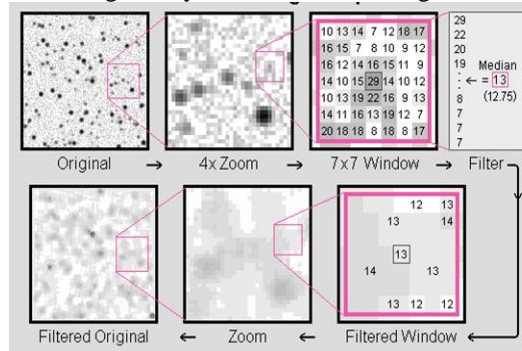 10 13 14 7 12 18 17
16 15 7 8 10 9 12
16 12 14 16 15 11 9
14 10 15 29 14 10 12
10 13 19 22 16 9 13
14 11 16 13 19 12 7
20 18 18 8 18 8 17
29
22
20
19
Median
: ← = 13
(12.75)
8
7
7
7
Original → 4x Zoom → 7x7 Window → Filter
12 13
13 14
13
14 13
13 12 12
Filtered Original ← Zoom ← Filtered Window ←